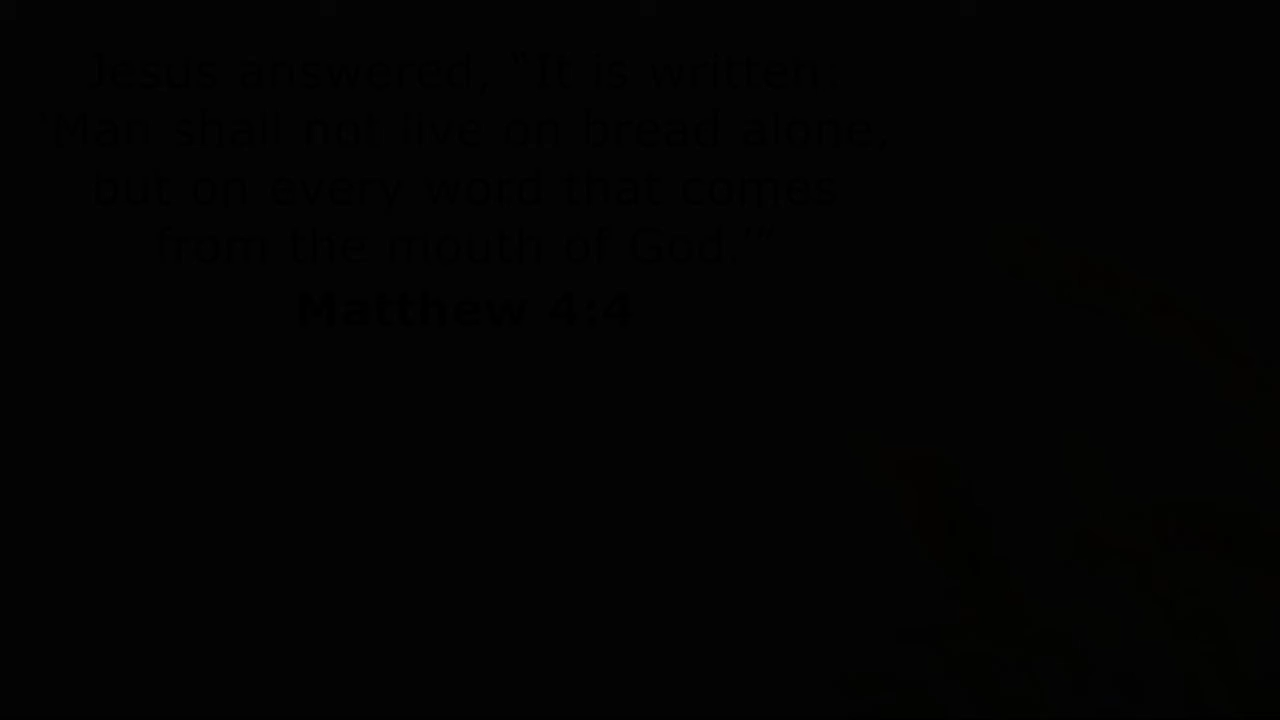 Jesus answered, “It is written:
‘Man shall not live on bread alone,
but on every word that comes
from the mouth of God.’”
Matthew 4:4